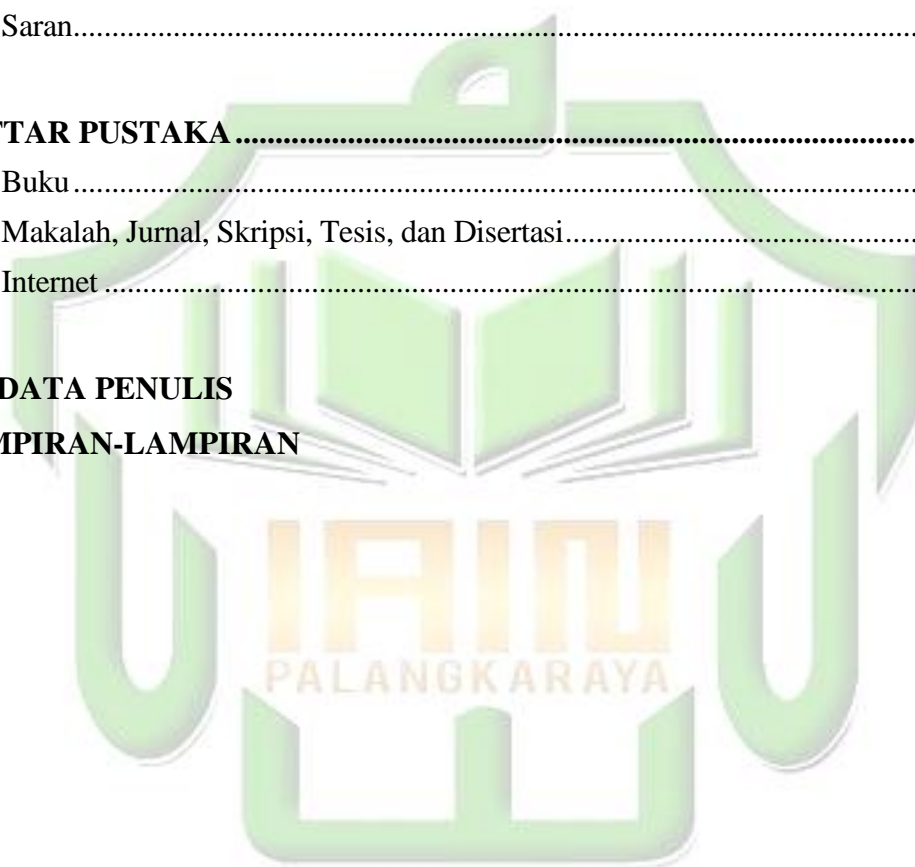 Saran........................................................................................................
TAR PUSTAKA......................................................................................
Buku........................................................................................................
Makalah, Jurnal, Skripsi, Tesis, dan Disertasi............................................
Internet.....................................................................................................
DATA PENULIS
MPIRAN-LAMPIRAN
IAIN
PALANGKARAYA